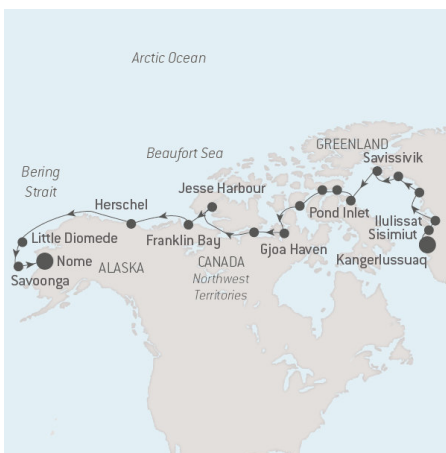 Arctic Ocean
GREENLAND
Savissivik
Beaufort Sea
Bering
Strait
Jesse Harbour
Herschel
Pond Inlet
Ilulissat
Sisimiut
Little Diomede
Franklin Bay
Gjoa Haven
Kangerlussuaq
Nome
ALASKA
CANADA
Northwest
Territories
Savoonga